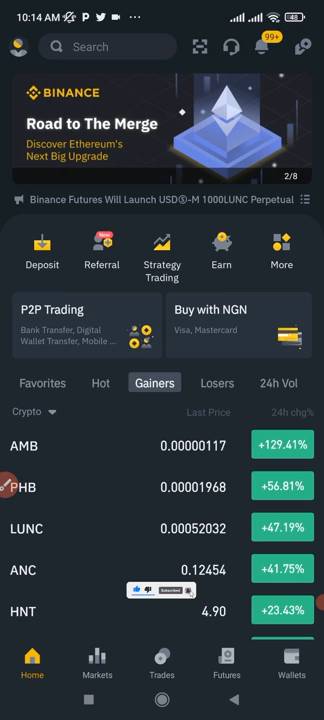 10:14 AM
48
Search
99+
BINANCE
Road to The Merge
Discover Ethereum's
Next Big Upgrade
2/8
Binance Futures Will Launch USDⓈ-M 1000LUNC Perpetual
Deposit
New
Referral
Strategy
Trading
Earn
More
P2P Trading
Bank Transfer, Digital
Wallet Transfer, Mobile ...
Buy with NGN
Visa, Mastercard
Favorites Hot Gainers Losers 24h Vol
Crypto Last Price 24h chg%
AMB 0.00000117 +129.41%
PHB 0.00001968 +56.81%
LUNC 0.00052032 +47.19%
ANC 0.12454 +41.75%
Subscribed
HNT 4.90 +23.43%
Home Markets Trades Futures Wallets